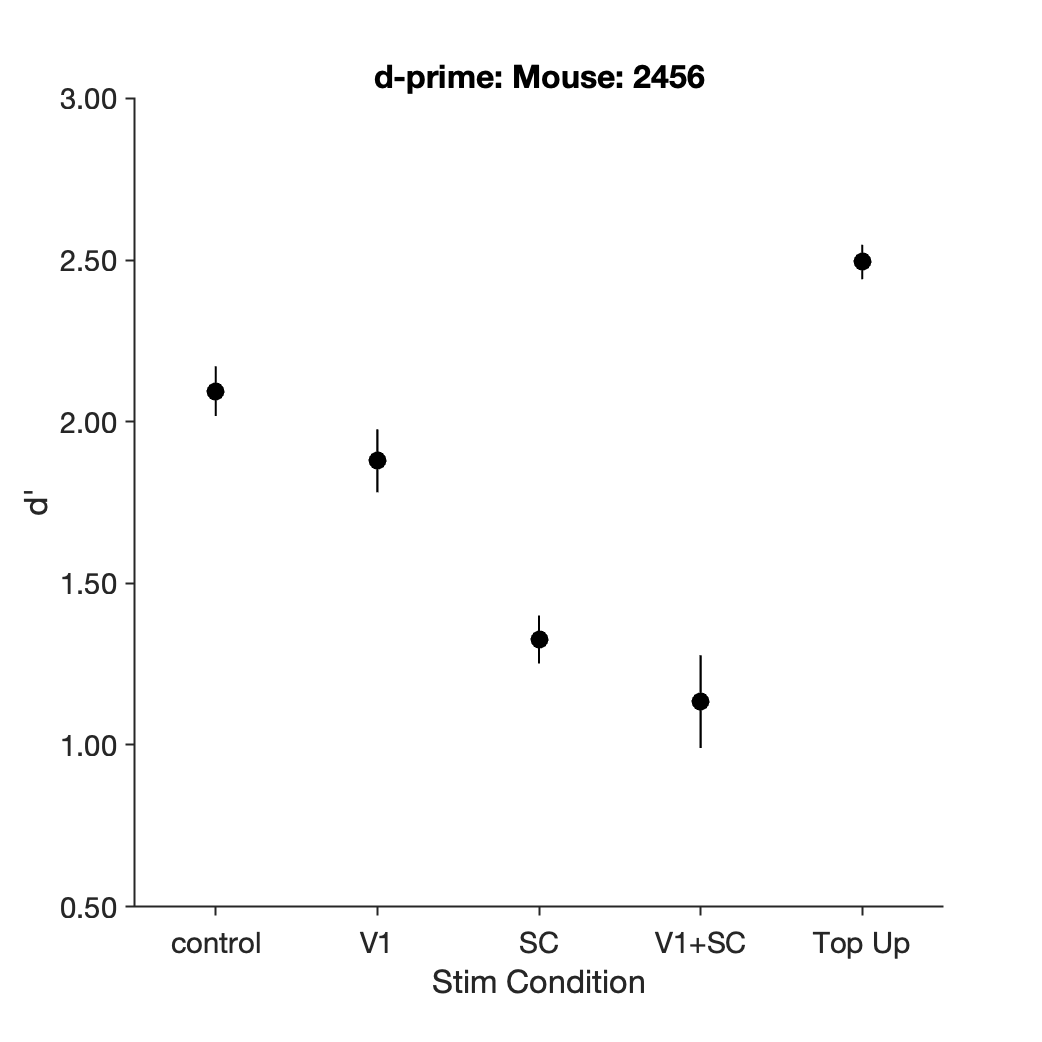 d-prime: Mouse: 2456
3.00
2.50
2.00
1.50
1.00
0.50
d'
control V1 SC V1+SC Top Up
Stim Condition